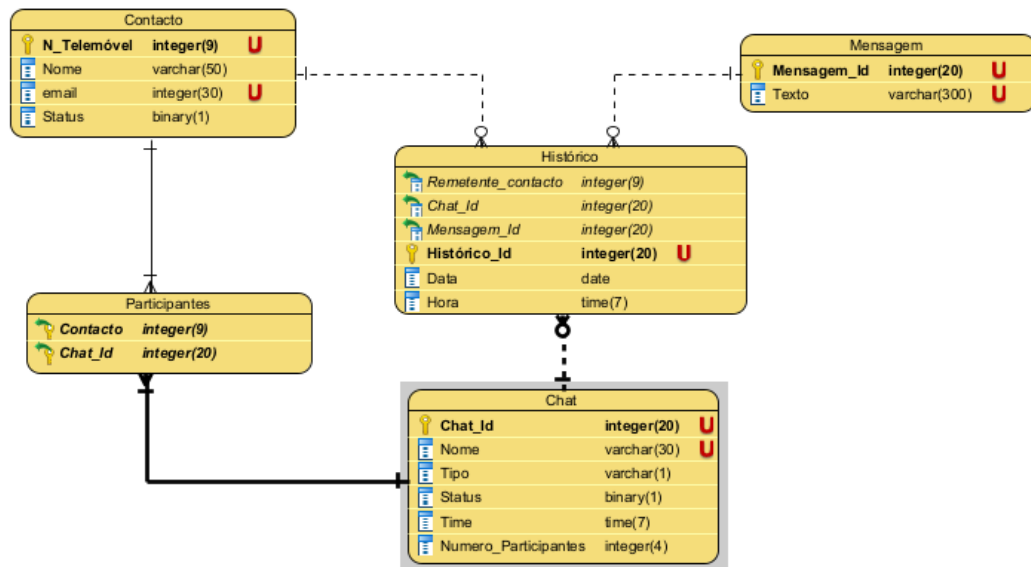 Contacto
N_Telemóvel integer(9) U
Nome varchar(50)
email integer(30) U
Status binary(1)
Mensagem
Mensagem_Id integer(20) U
Texto varchar(300) U
Histórico
Remetente_contacto integer(9)
Chat_Id integer(20)
Mensagem_Id integer(20)
Histórico_Id integer(20) U
Data date
Hora time(7)
Participantes
Contacto integer(9)
Chat_Id integer(20)
Chat
Chat_Id integer(20) U
Nome varchar(30) U
Tipo varchar(1)
Status binary(1)
Time time(7)
Numero_Participantes integer(4)